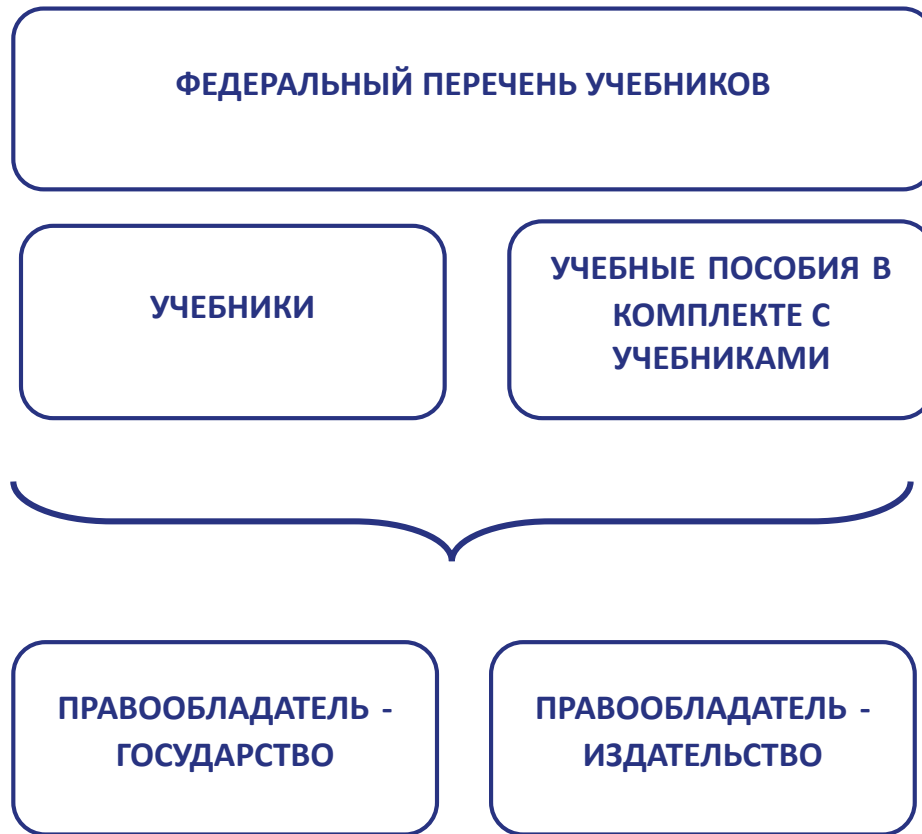 ФЕДЕРАЛЬНЫЙ ПЕРЕЧЕНЬ УЧЕБНИКОВ
УЧЕБНИКИ
УЧЕБНЫЕ ПОСОБИЯ В
КОМПЛЕКТЕ С
УЧЕБНИКАМИ
ПРАВООБЛАДАТЕЛЬ -
ГОСУДАРСТВО
ПРАВООБЛАДАТЕЛЬ -
ИЗДАТЕЛЬСТВО